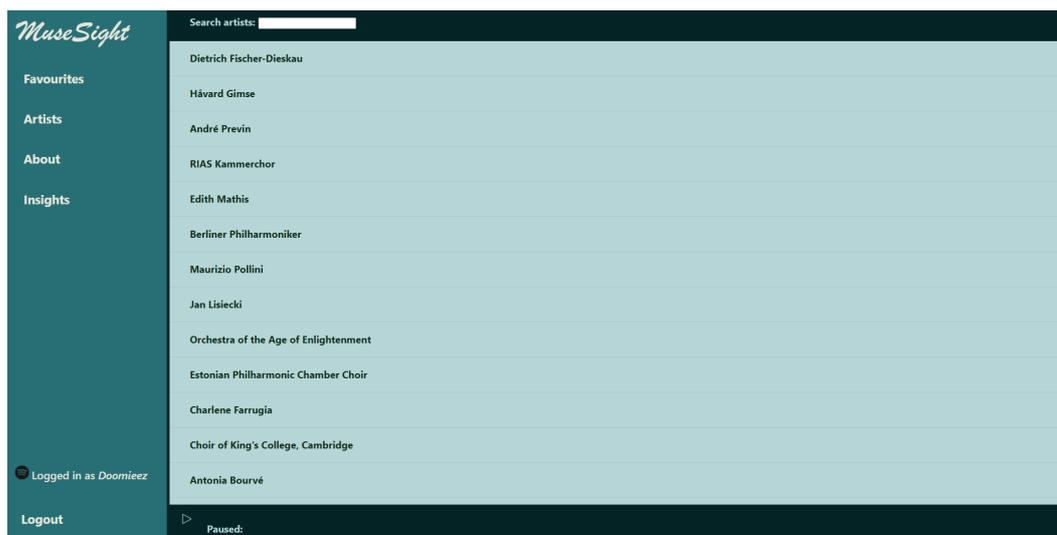 MuseSight
Favourites
Artists
About
Insights
Logged in as Doomieez
Logout
Search artists:
Dietrich Fischer-Dieskau
Håvard Gimse
André Previn
RIAS Kammerchor
Edith Mathis
Berliner Philharmoniker
Maurizio Pollini
Jan Lisiecki
Orchestra of the Age of Enlightenment
Estonian Philharmonic Chamber Choir
Charlene Farrugia
Choir of King's College, Cambridge
Antonia Bourvé
Paused: